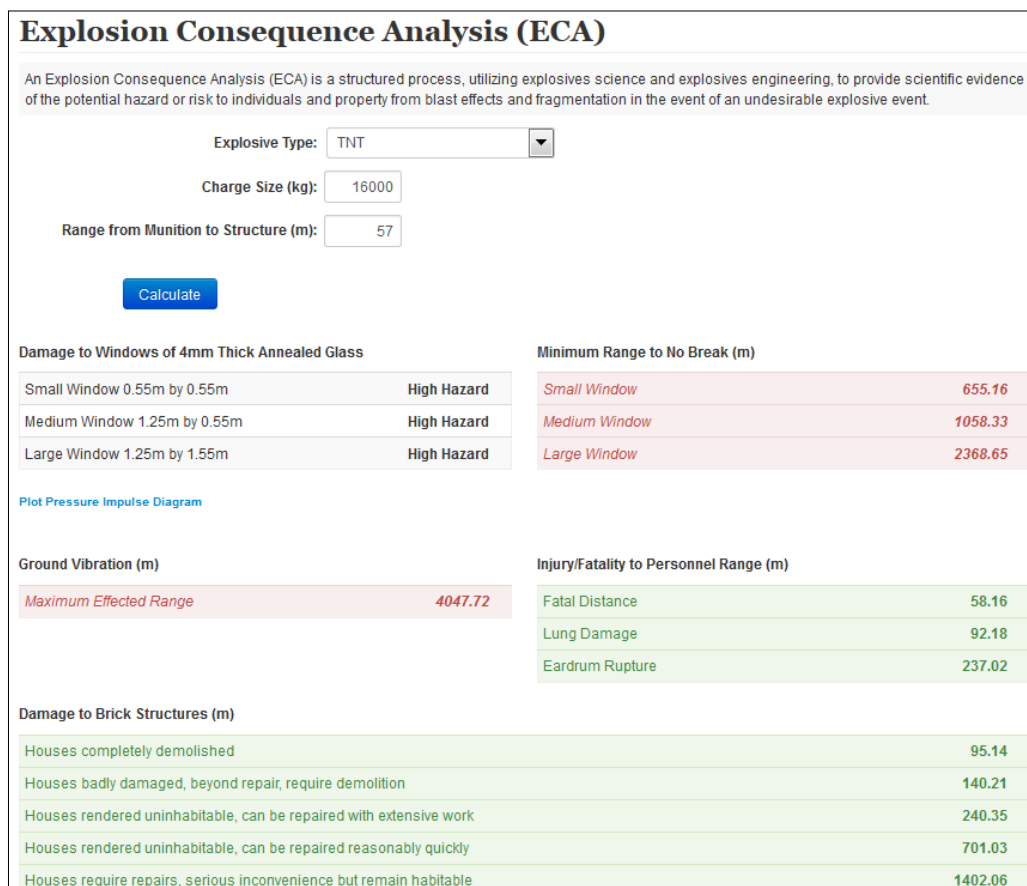 Explosion Consequence Analysis (ECA)
An Explosion Consequence Analysis (ECA) is a structured process, utilizing explosives science and explosives engineering, to provide scientific evidence
of the potential hazard or risk to individuals and property from blast effects and fragmentation in the event of an undesirable explosive event.
Explosive Type: TNT
Charge Size (kg): 16000
Range from Munition to Structure (m): 57
Calculate
Damage to Windows of 4mm Thick Annealed Glass
Small Window 0.55m by 0.55m High Hazard
Medium Window 1.25m by 0.55m High Hazard
Large Window 1.25m by 1.55m High Hazard
Minimum Range to No Break (m)
Small Window 655.16
Medium Window 1058.33
Large Window 2368.65
Plot Pressure Impulse Diagram
Ground Vibration (m)
Maximum Effected Range 4047.72
Injury/Fatality to Personnel Range (m)
Fatal Distance 58.16
Lung Damage 92.18
Eardrum Rupture 237.02
Damage to Brick Structures (m)
Houses completely demolished 95.14
Houses badly damaged, beyond repair, require demolition 140.21
Houses rendered uninhabitable, can be repaired with extensive work 240.35
Houses rendered uninhabitable, can be repaired reasonably quickly 701.03
Houses require repairs, serious inconvenience but remain habitable 1402.06